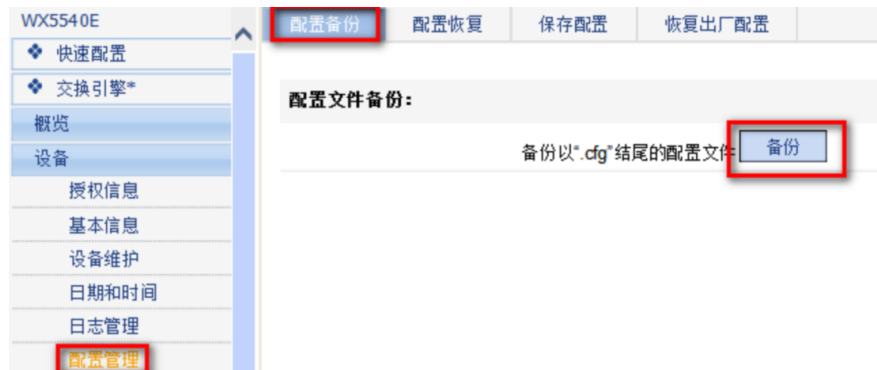 WX5540E
快速配置
交换引擎*
概览
设备
授权信息
基本信息
设备维护
日期和时间
日志管理
配置管理
配置备份 配置恢复 保存配置 恢复出厂配置
配置文件备份：
备份以“.cfg”结尾的配置文件 备份